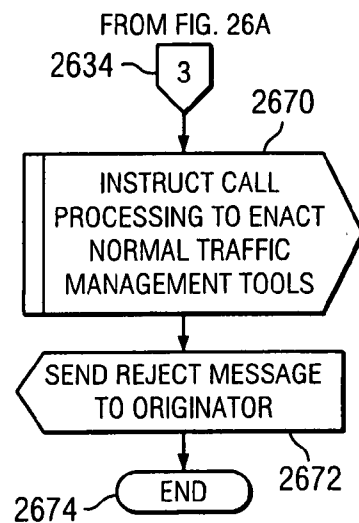 FROM FIG. 26A
2634
3
2670
INSTRUCT CALL
PROCESSING TO ENACT
NORMAL TRAFFIC
MANAGEMENT TOOLS
SEND REJECT MESSAGE
TO ORIGINATOR
2672
2674
END